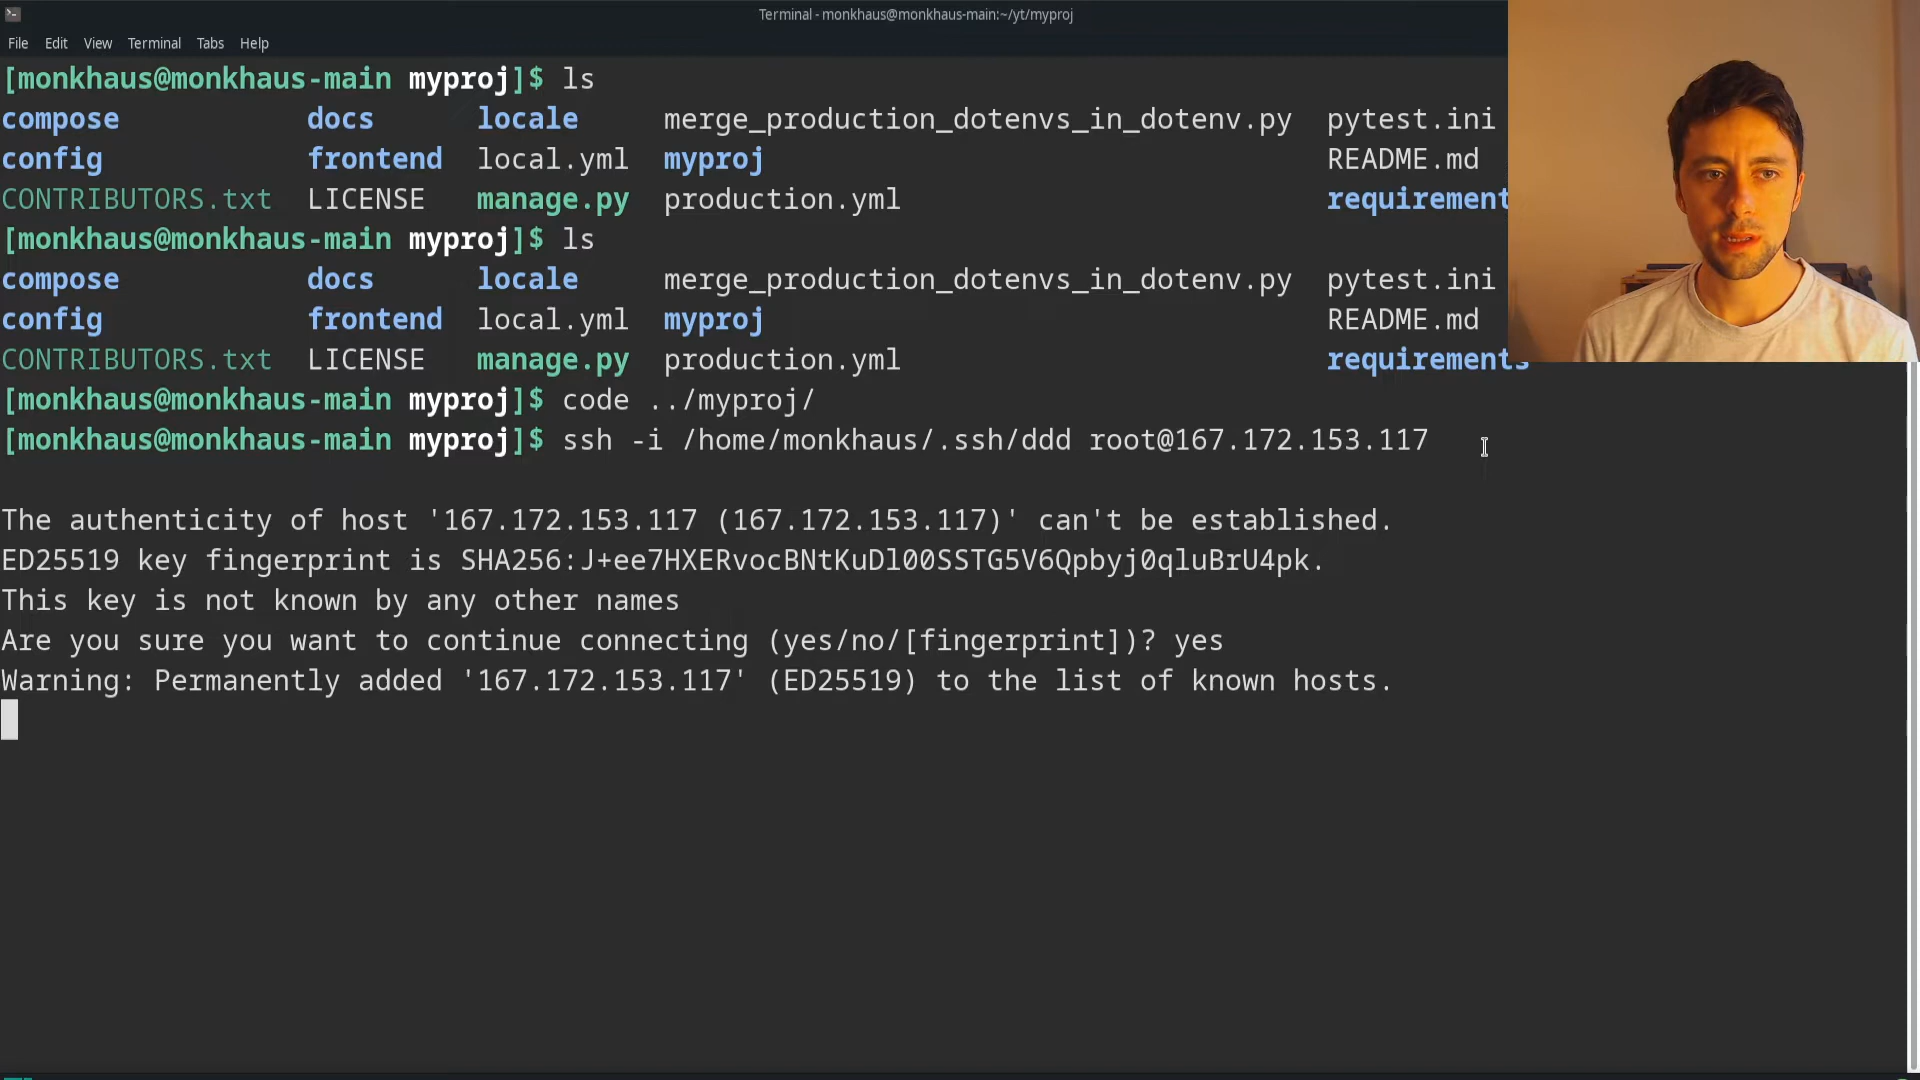 Terminal - monkhaus@monkhaus-main:~/yt/myproj
File Edit View Terminal Tabs Help
[monkhaus@monkhaus-main myproj]$ ls
compose docs locale merge_production_dotenvs_in_dotenv.py pytest.ini
config frontend local.yml myproj README.md
CONTRIBUTORS.txt LICENSE manage.py production.yml requirement
[monkhaus@monkhaus-main myproj]$ ls
compose docs locale merge_production_dotenvs_in_dotenv.py pytest.ini
config frontend local.yml myproj README.md
CONTRIBUTORS.txt LICENSE manage.py production.yml requirements
[monkhaus@monkhaus-main myproj]$ code ../myproj/
[monkhaus@monkhaus-main myproj]$ ssh -i /home/monkhaus/.ssh/ddd root@167.172.153.117
The authenticity of host '167.172.153.117 (167.172.153.117)' can't be established.
ED25519 key fingerprint is SHA256:J+ee7HXERvocBNtKuDl00SSTG5V6Qpbyj0qluBrU4pk.
This key is not known by any other names
Are you sure you want to continue connecting (yes/no/[fingerprint])? yes
Warning: Permanently added '167.172.153.117' (ED25519) to the list of known hosts.